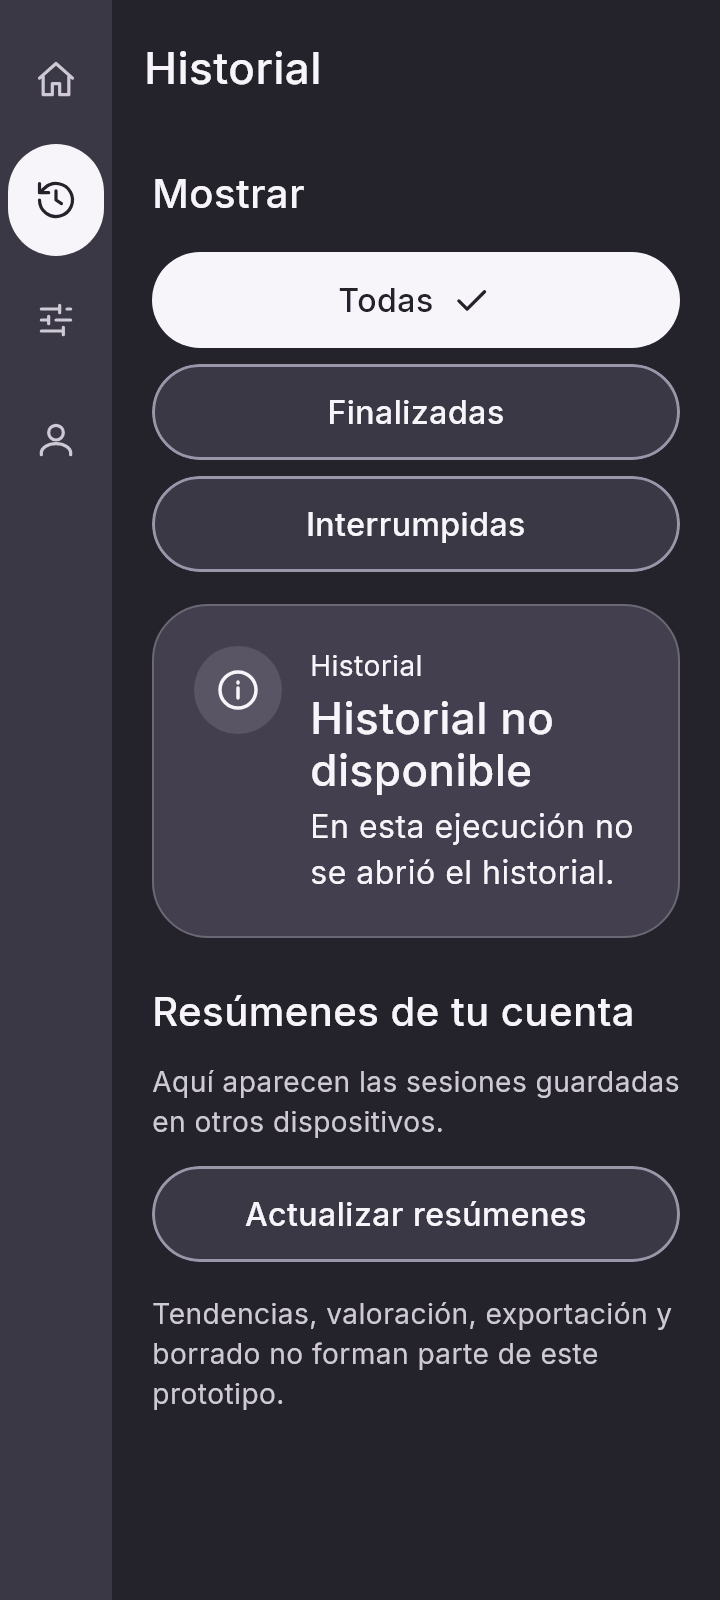 Historial
Mostrar
Todas
Finalizadas
Interrumpidas
Historial
Historial no
disponible
En esta ejecución no
se abrió el historial.
Resúmenes de tu cuenta
Aquí aparecen las sesiones guardadas
en otros dispositivos.
Actualizar resúmenes
Tendencias, valoración, exportación y
borrado no forman parte de este
prototipo.